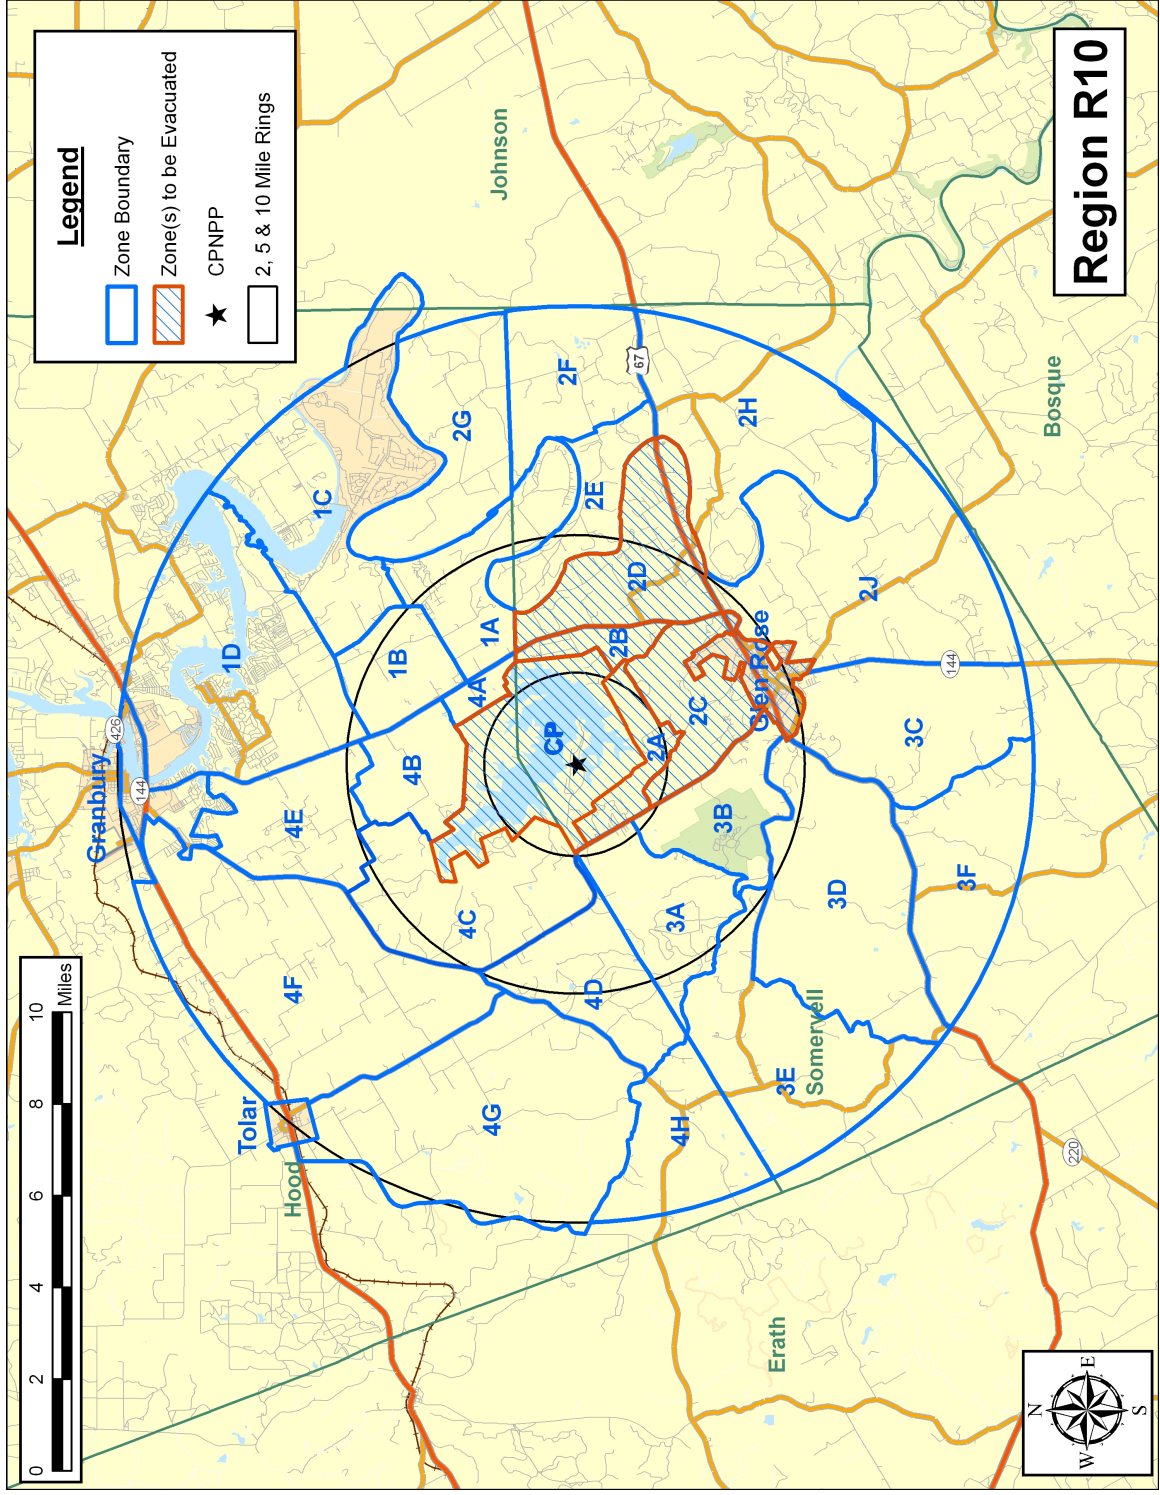 Legend
Zone Boundary
Zone(s) to be Evacuated
CPNPP
2, 5 & 10 Mile Rings
Region R10
Johnson
Bosque
Somervell
Erath
Hood
Granbury
Tolar
Glen Rose
CP
1A
1B
1C
1D
2A
2B
2C
2D
2E
2F
2G
2H
2J
3A
3B
3C
3D
3E
3F
4A
4B
4C
4D
4E
4F
4G
4H
426
144
67
144
220
0 2 4 6 8 10
Miles
N
E
S
W